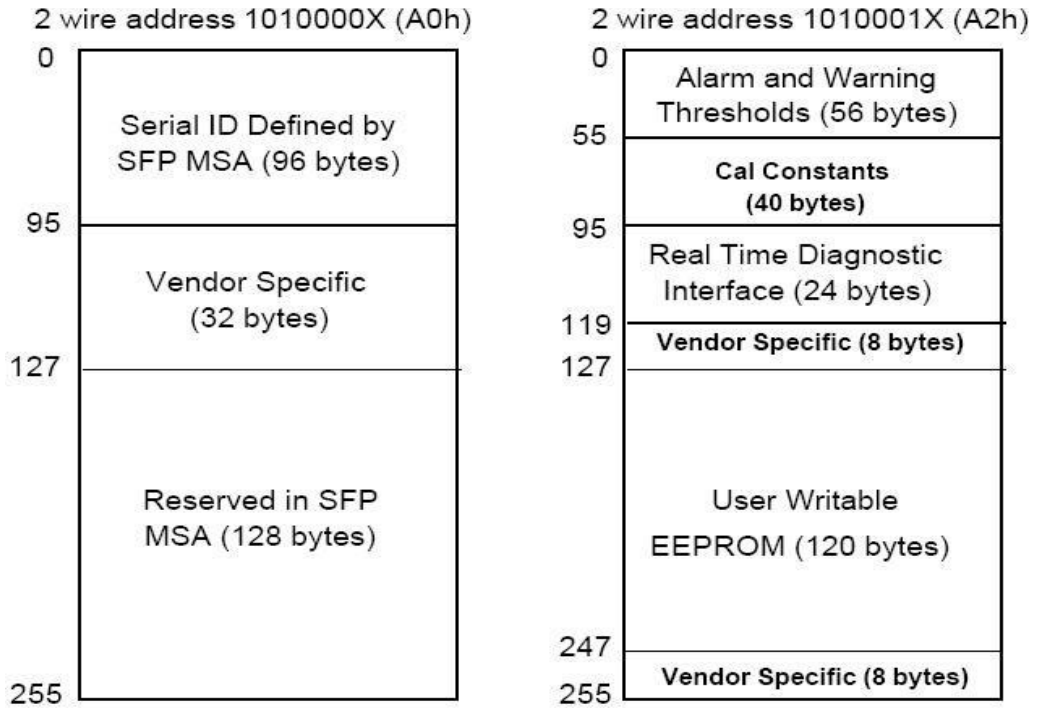 2 wire address 1010000X (A0h)
0
Serial ID Defined by
SFP MSA (96 bytes)
95
Vendor Specific
(32 bytes)
127
Reserved in SFP
MSA (128 bytes)
255
2 wire address 1010001X (A2h)
0
Alarm and Warning
Thresholds (56 bytes)
55
Cal Constants
(40 bytes)
95
Real Time Diagnostic
Interface (24 bytes)
119
Vendor Specific (8 bytes)
127
User Writable
EEPROM (120 bytes)
247
Vendor Specific (8 bytes)
255